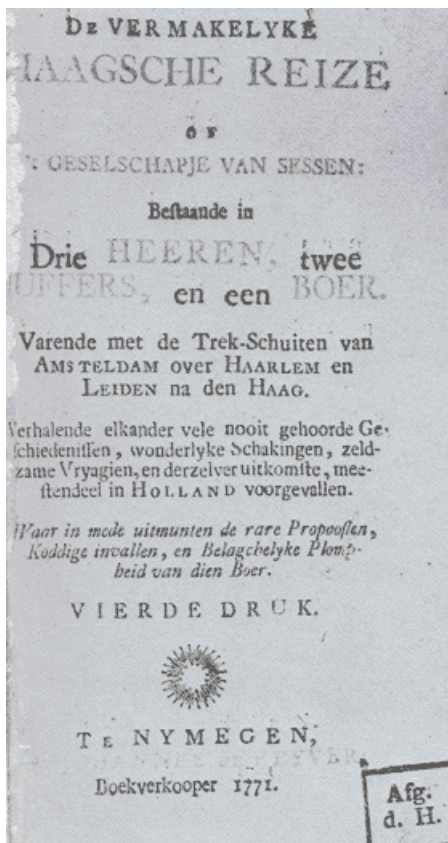 DE VERMAKELYKE
HAAGSCHE REIZE
OF
'T GESELSCHAPJE VAN SESSEN:
Beſtaande in
Drie HEEREN, twee
JUFFERS, en een BOER.
Varende met de Trek-Schuiten van
AMSTELDAM over HAARLEM en
LEIDEN na den HAAG.
Verhalende elkander vele nooit gehoorde Ge-
ſchiedeniſſen, wonderlyke Schakingen, zeld-
zame Vryagien, en derzelver uitkomſte, mee-
ſtendeel in HOLLAND voorgevallen.
Waar in mede uitmunten de rare Propooſten,
Koddige invallen, en Belagchelyke Plomp-
heid van dien Boer.
VIERDE DRUK.
TE NYMEGEN,
Boekverkooper 1771.
Afg.
d. H.